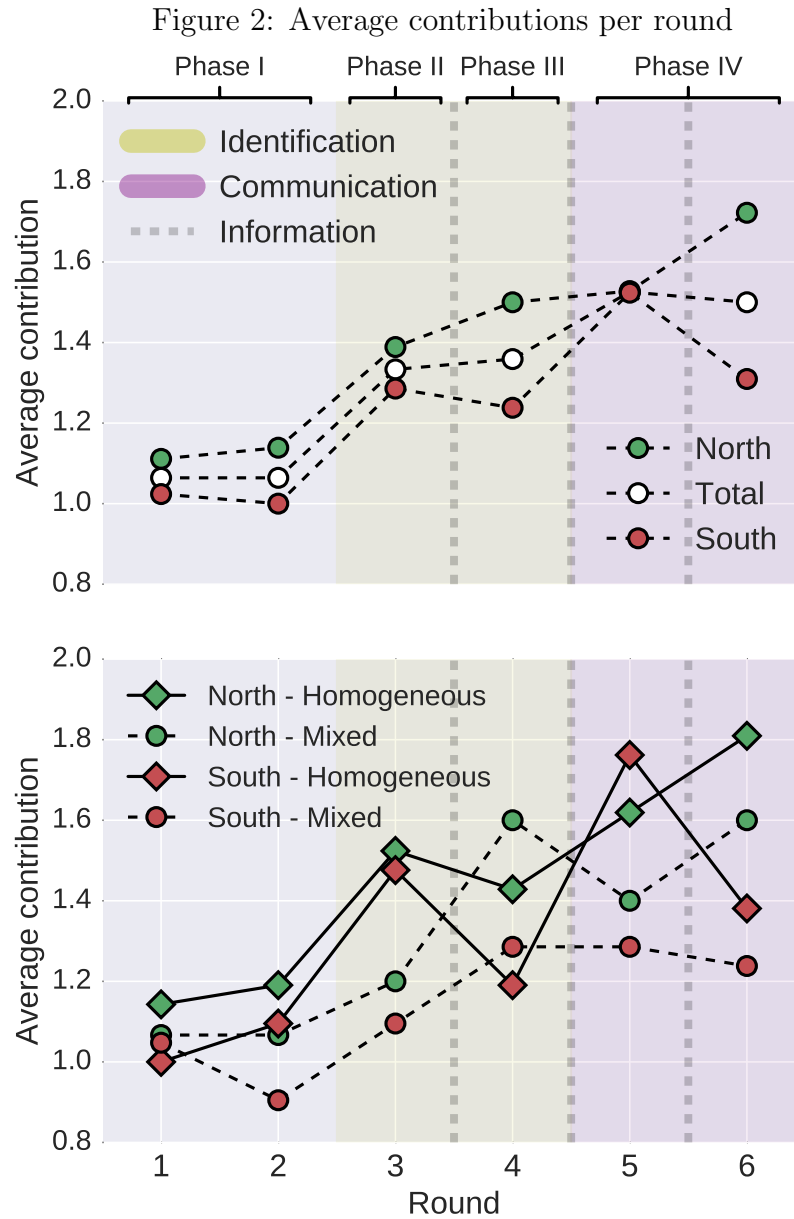 Figure 2: Average contributions per round
Phase I Phase II Phase III Phase IV
2.0
1.8
1.6
1.4
1.2
1.0
0.8
Average contribution
Identification
Communication
Information
North
Total
South
2.0
1.8
1.6
1.4
1.2
1.0
0.8
Average contribution
North - Homogeneous
North - Mixed
South - Homogeneous
South - Mixed
1 2 3 4 5 6
Round